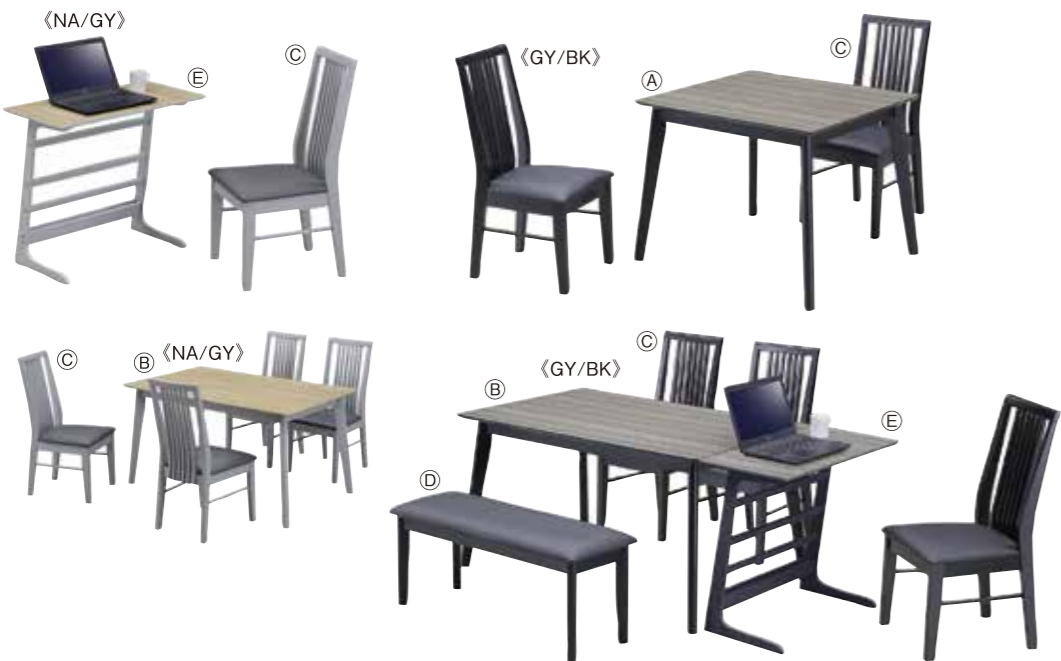 《NA/GY》
Ⓔ
Ⓒ
《GY/BK》
Ⓐ
Ⓒ
Ⓒ
Ⓑ
《NA/GY》
Ⓑ
《GY/BK》
Ⓒ
Ⓔ
Ⓓ